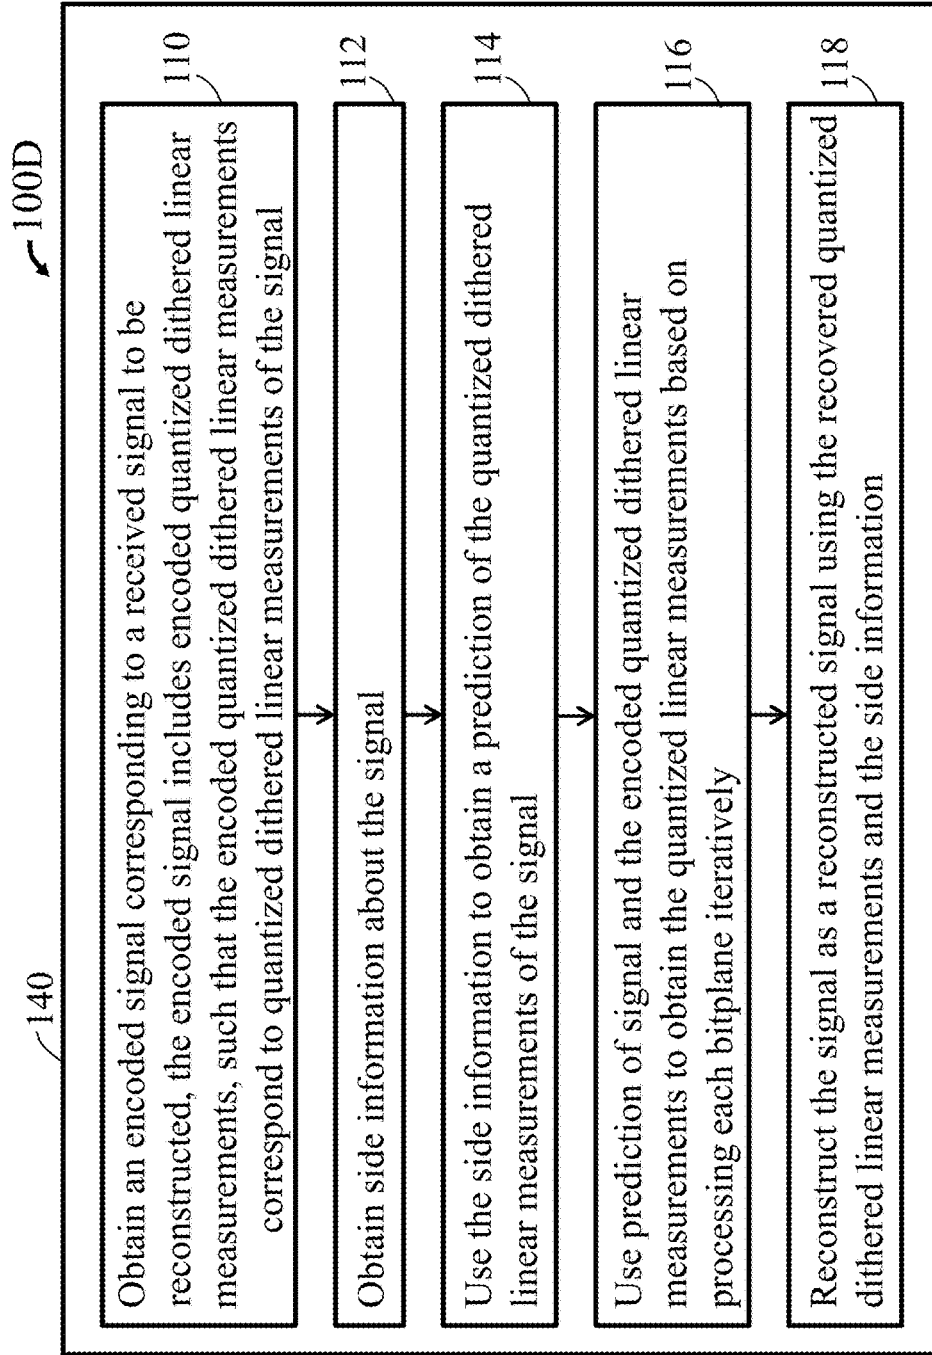 100D
140
Obtain an encoded signal corresponding to a received signal to be
reconstructed, the encoded signal includes encoded quantized dithered linear
measurements, such that the encoded quantized dithered linear measurements
correspond to quantized dithered linear measurements of the signal
110
Obtain side information about the signal
112
Use the side information to obtain a prediction of the quantized dithered
linear measurements of the signal
114
Use prediction of signal and the encoded quantized dithered linear
measurements to obtain the quantized linear measurements based on
processing each bitplane iteratively
116
Reconstruct the signal as a reconstructed signal using the recovered quantized
dithered linear measurements and the side information
118